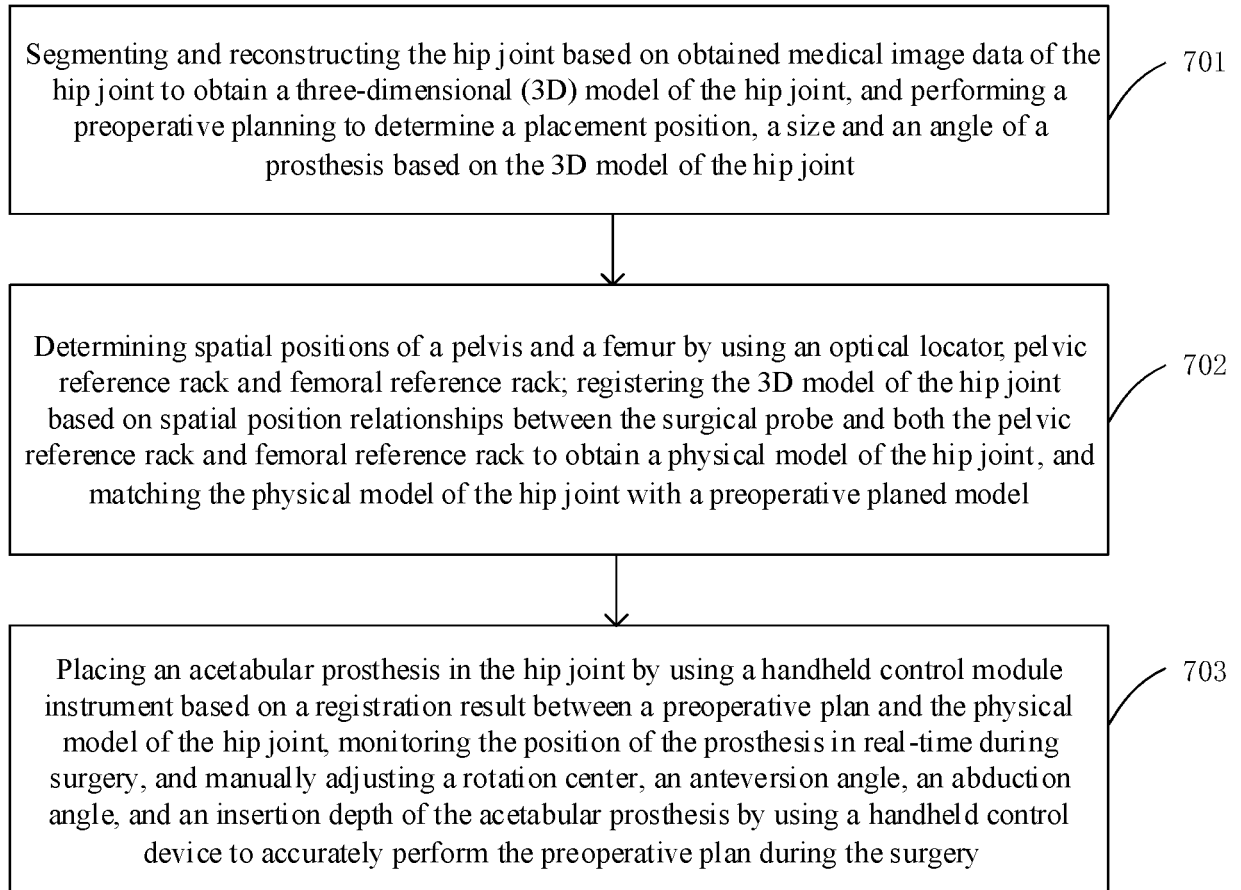 Segmenting and reconstructing the hip joint based on obtained medical image data of the
hip joint to obtain a three-dimensional (3D) model of the hip joint, and performing a
preoperative planning to determine a placement position, a size and an angle of a
prosthesis based on the 3D model of the hip joint
701
Determining spatial positions of a pelvis and a femur by using an optical locator, pelvic
reference rack and femoral reference rack; registering the 3D model of the hip joint
based on spatial position relationships between the surgical probe and both the pelvic
reference rack and femoral reference rack to obtain a physical model of the hip joint, and
matching the physical model of the hip joint with a preoperative planed model
702
Placing an acetabular prosthesis in the hip joint by using a handheld control module
instrument based on a registration result between a preoperative plan and the physical
model of the hip joint, monitoring the position of the prosthesis in real-time during
surgery, and manually adjusting a rotation center, an anteversion angle, an abduction
angle, and an insertion depth of the acetabular prosthesis by using a handheld control
device to accurately perform the preoperative plan during the surgery
703